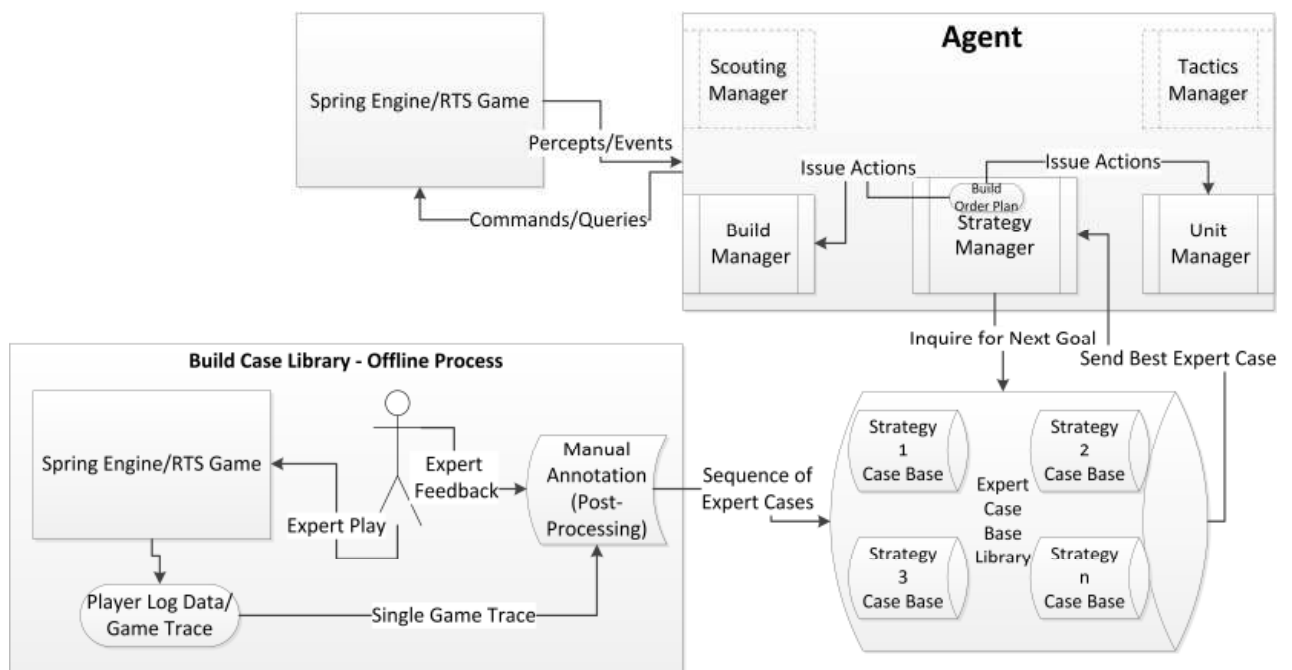 Agent
Scouting
Manager
Tactics
Manager
Spring Engine/RTS Game
Percepts/Events
Commands/Queries
Issue Actions
Issue Actions
Build
Order Plan
Strategy
Manager
Build
Manager
Unit
Manager
Inquire for Next Goal
Send Best Expert Case
Build Case Library - Offline Process
Spring Engine/RTS Game
Expert
Feedback
Expert Play
Manual
Annotation
(Post-
Processing)
Player Log Data/
Game Trace
Single Game Trace
Sequence of
Expert Cases
Strategy
1
Case Base
Strategy
2
Case Base
Expert
Case
Base
Library
Strategy
3
Case Base
Strategy
n
Case Base